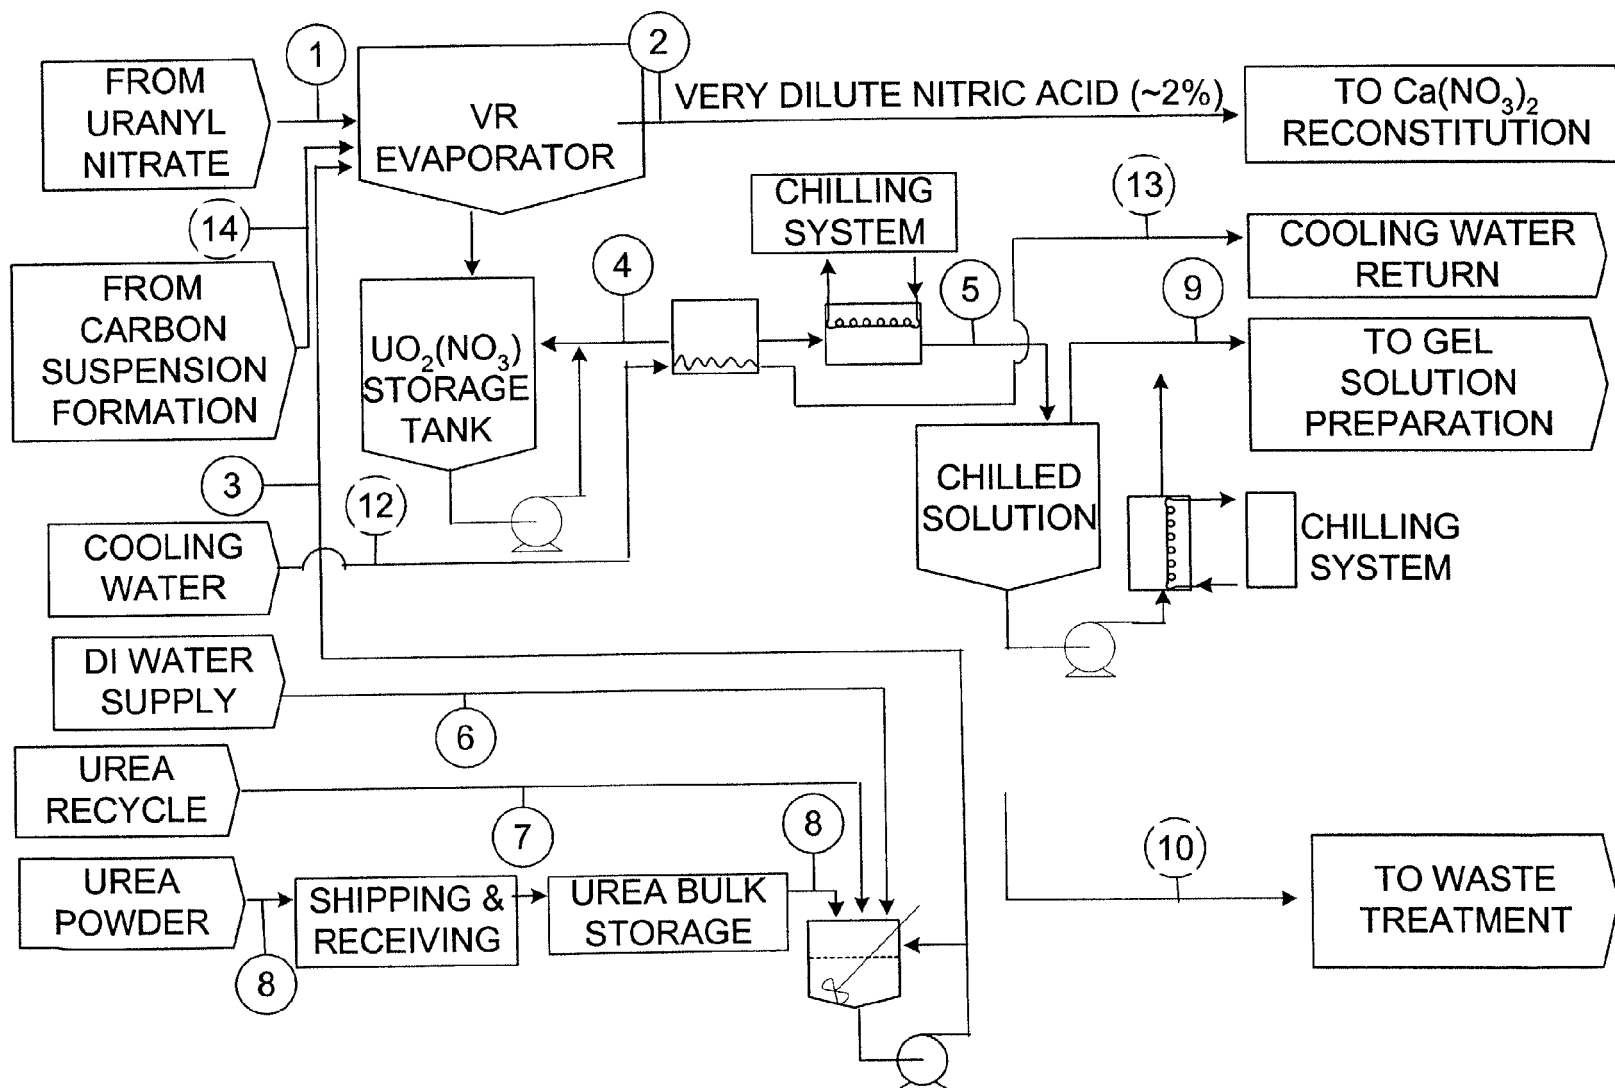 1
2
FROM
URANYL
NITRATE
VR
EVAPORATOR
VERY DILUTE NITRIC ACID (~2%)
TO Ca(NO3)2
RECONSTITUTION
14
CHILLING
SYSTEM
13
COOLING WATER
RETURN
FROM
CARBON
SUSPENSION
FORMATION
4
5
9
UO2(NO3)
STORAGE
TANK
TO GEL
SOLUTION
PREPARATION
3
12
CHILLED
SOLUTION
CHILLING
SYSTEM
COOLING
WATER
DI WATER
SUPPLY
6
UREA
RECYCLE
7
8
10
UREA
POWDER
8
SHIPPING &
RECEIVING
UREA BULK
STORAGE
TO WASTE
TREATMENT